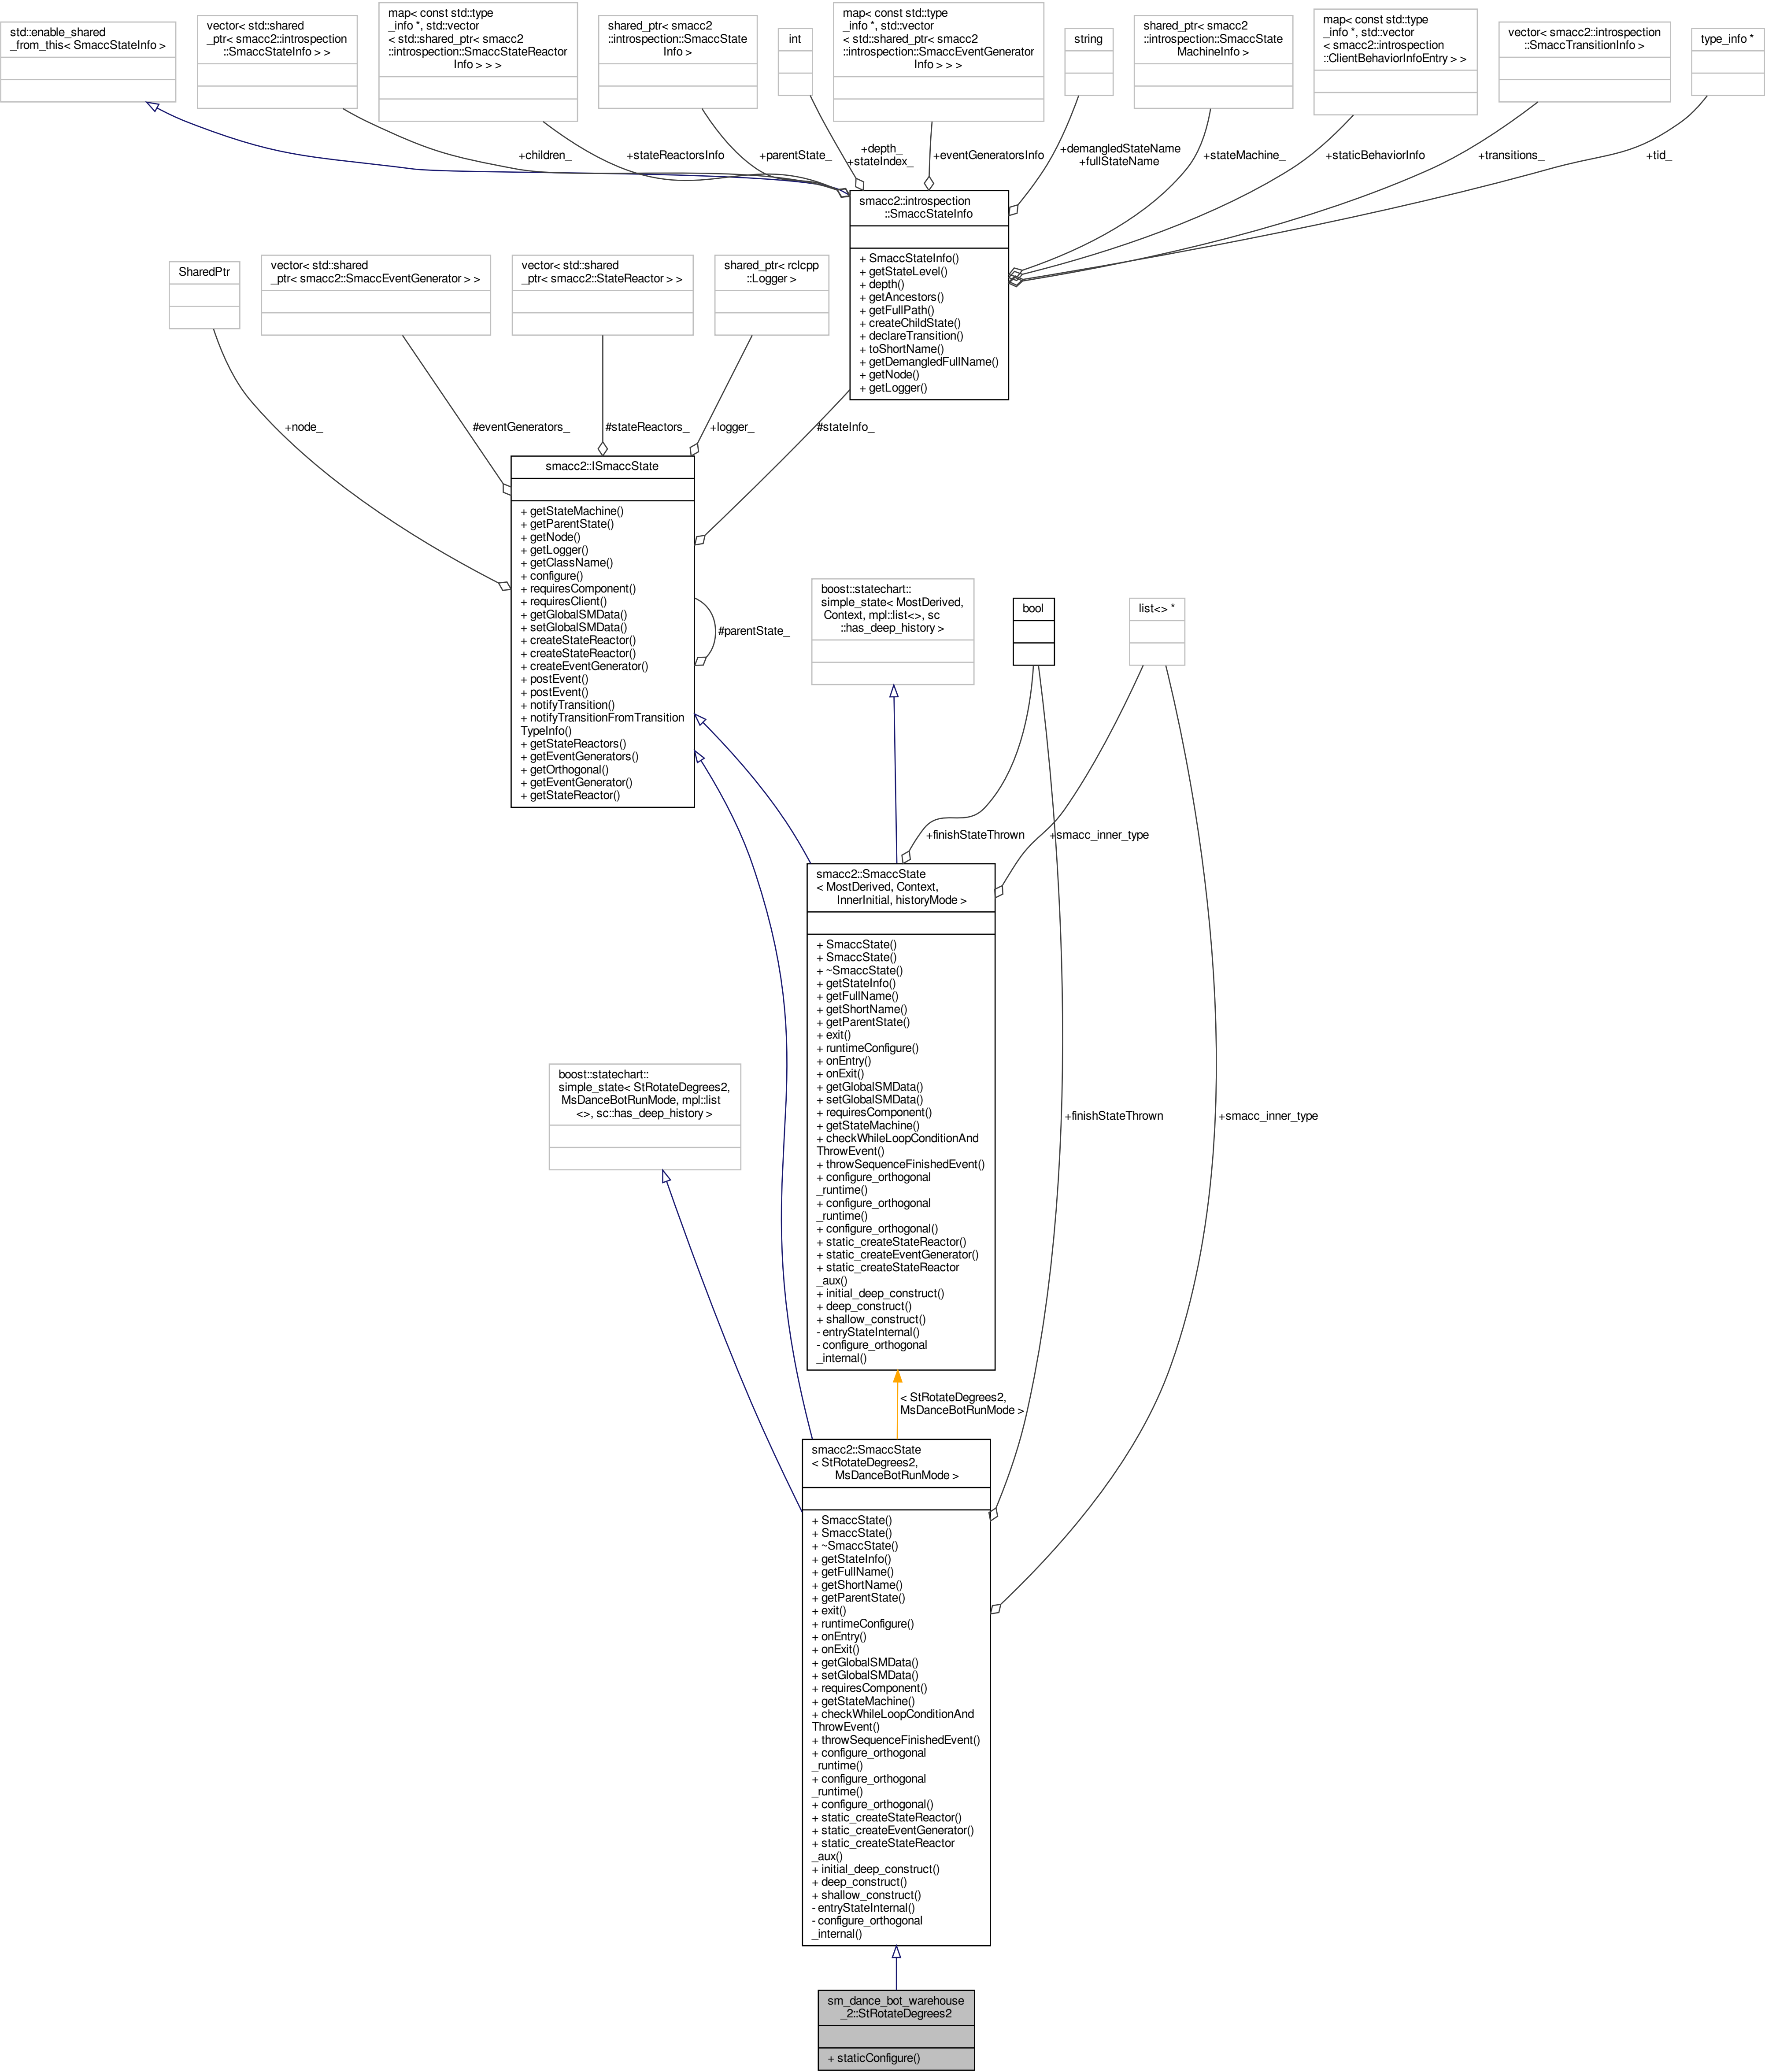 std::enable_shared
_from_this< SmaccStateInfo >
vector< std::shared
_ptr< smacc2::introspection
::SmaccStateInfo > >
map< const std::type
_info *, std::vector
< std::shared_ptr< smacc2
::introspection::SmaccStateReactor
Info > > >
shared_ptr< smacc2
::introspection::SmaccState
Info >
int
map< const std::type
_info *, std::vector
< std::shared_ptr< smacc2
::introspection::SmaccEventGenerator
Info > > >
string
shared_ptr< smacc2
::introspection::SmaccState
MachineInfo >
map< const std::type
_info *, std::vector
< smacc2::introspection
::ClientBehaviorInfoEntry > >
vector< smacc2::introspection
::SmaccTransitionInfo >
type_info *
+children_
+stateReactorsInfo
+parentState_
+depth_
+stateIndex_
+eventGeneratorsInfo
+demangledStateName
+fullStateName
+stateMachine_
+staticBehaviorInfo
+transitions_
+tid_
smacc2::introspection
::SmaccStateInfo
+ SmaccStateInfo()
+ getStateLevel()
+ depth()
+ getAncestors()
+ getFullPath()
+ createChildState()
+ declareTransition()
+ toShortName()
+ getDemangledFullName()
+ getNode()
+ getLogger()
SharedPtr
vector< std::shared
_ptr< smacc2::SmaccEventGenerator > >
vector< std::shared
_ptr< smacc2::StateReactor > >
shared_ptr< rclcpp
::Logger >
+node_
#eventGenerators_
#stateReactors_
+logger_
#stateInfo_
smacc2::ISmaccState
+ getStateMachine()
+ getParentState()
+ getNode()
+ getLogger()
+ getClassName()
+ configure()
+ requiresComponent()
+ requiresClient()
+ getGlobalSMData()
+ setGlobalSMData()
+ createStateReactor()
+ createStateReactor()
+ createEventGenerator()
+ postEvent()
+ postEvent()
+ notifyTransition()
+ notifyTransitionFromTransition
TypeInfo()
+ getStateReactors()
+ getEventGenerators()
+ getOrthogonal()
+ getEventGenerator()
+ getStateReactor()
#parentState_
boost::statechart::
simple_state< MostDerived,
Context, mpl::list<>, sc
::has_deep_history >
bool
list<> *
+finishStateThrown
+smacc_inner_type
smacc2::SmaccState
< MostDerived, Context,
InnerInitial, historyMode >
+ SmaccState()
+ SmaccState()
+ ~SmaccState()
+ getStateInfo()
+ getFullName()
+ getShortName()
+ getParentState()
+ exit()
+ runtimeConfigure()
+ onEntry()
+ onExit()
+ getGlobalSMData()
+ setGlobalSMData()
+ requiresComponent()
+ getStateMachine()
+ checkWhileLoopConditionAnd
ThrowEvent()
+ throwSequenceFinishedEvent()
+ configure_orthogonal
_runtime()
+ configure_orthogonal
_runtime()
+ configure_orthogonal()
+ static_createStateReactor()
+ static_createEventGenerator()
+ static_createStateReactor
_aux()
+ initial_deep_construct()
+ deep_construct()
+ shallow_construct()
- entryStateInternal()
- configure_orthogonal
_internal()
boost::statechart::
simple_state< StRotateDegrees2,
MsDanceBotRunMode, mpl::list
<>, sc::has_deep_history >
+finishStateThrown
+smacc_inner_type
< StRotateDegrees2,
MsDanceBotRunMode >
smacc2::SmaccState
< StRotateDegrees2,
MsDanceBotRunMode >
+ SmaccState()
+ SmaccState()
+ ~SmaccState()
+ getStateInfo()
+ getFullName()
+ getShortName()
+ getParentState()
+ exit()
+ runtimeConfigure()
+ onEntry()
+ onExit()
+ getGlobalSMData()
+ setGlobalSMData()
+ requiresComponent()
+ getStateMachine()
+ checkWhileLoopConditionAnd
ThrowEvent()
+ throwSequenceFinishedEvent()
+ configure_orthogonal
_runtime()
+ configure_orthogonal
_runtime()
+ configure_orthogonal()
+ static_createStateReactor()
+ static_createEventGenerator()
+ static_createStateReactor
_aux()
+ initial_deep_construct()
+ deep_construct()
+ shallow_construct()
- entryStateInternal()
- configure_orthogonal
_internal()
sm_dance_bot_warehouse
_2::StRotateDegrees2
+ staticConfigure()